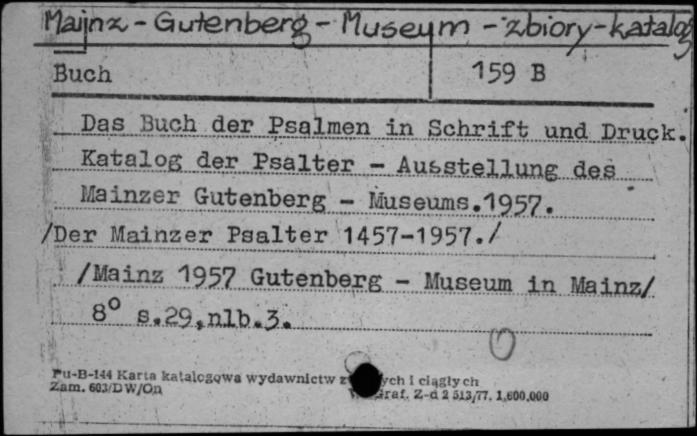 Mainz - Gutenberg - Museum - zbiory - katalog
Buch 159 B
Das Buch der Psalmen in Schrift und Druck.
Katalog der Psalter - Ausstellung des
Mainzer Gutenberg - Museums.1957.
/Der Mainzer Psalter 1457-1957./
/Mainz 1957 Gutenberg - Museum in Mainz/
8° s.29,nlb.3.
0
Pu-B-144 Karta katalogowa wydawnictw i ciągłych
Zam. 603/DW/On Graf. Z-d 2 513/77. 1,600,000